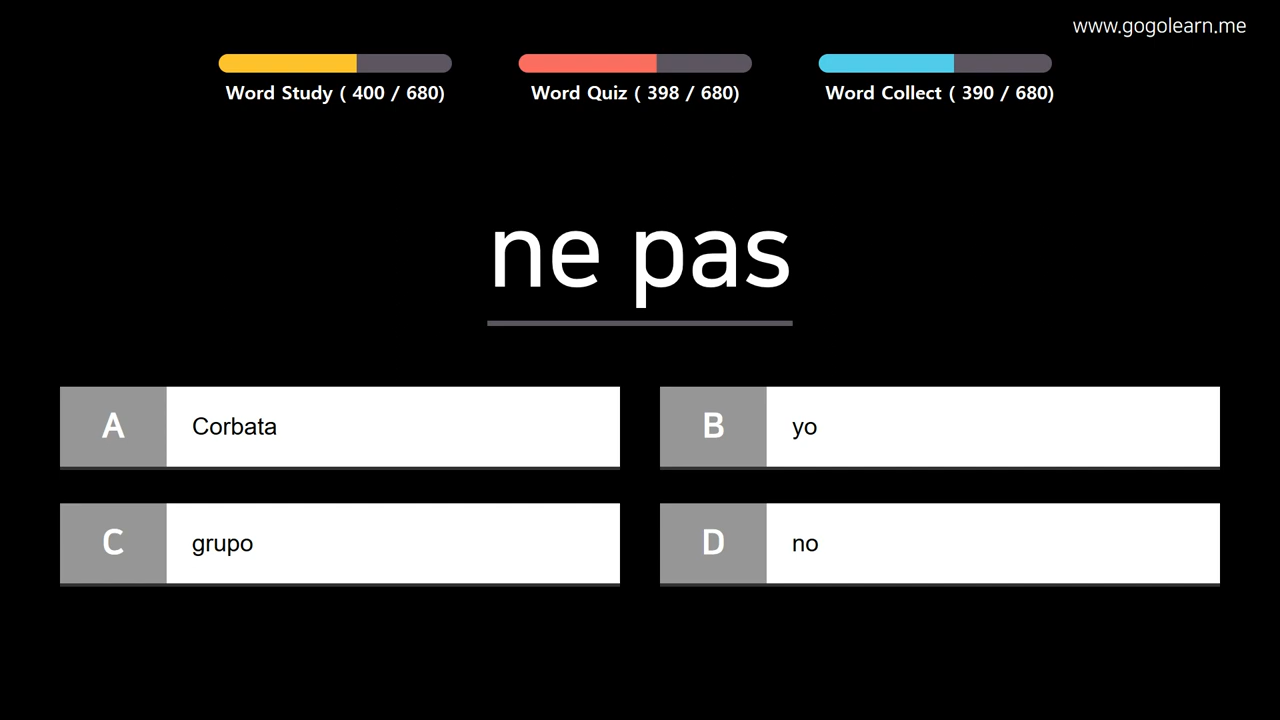 www.gogolearn.me
Word Study ( 400 / 680)
Word Quiz ( 398 / 680)
Word Collect ( 390 / 680)
ne pas
A Corbata
B yo
C grupo
D no